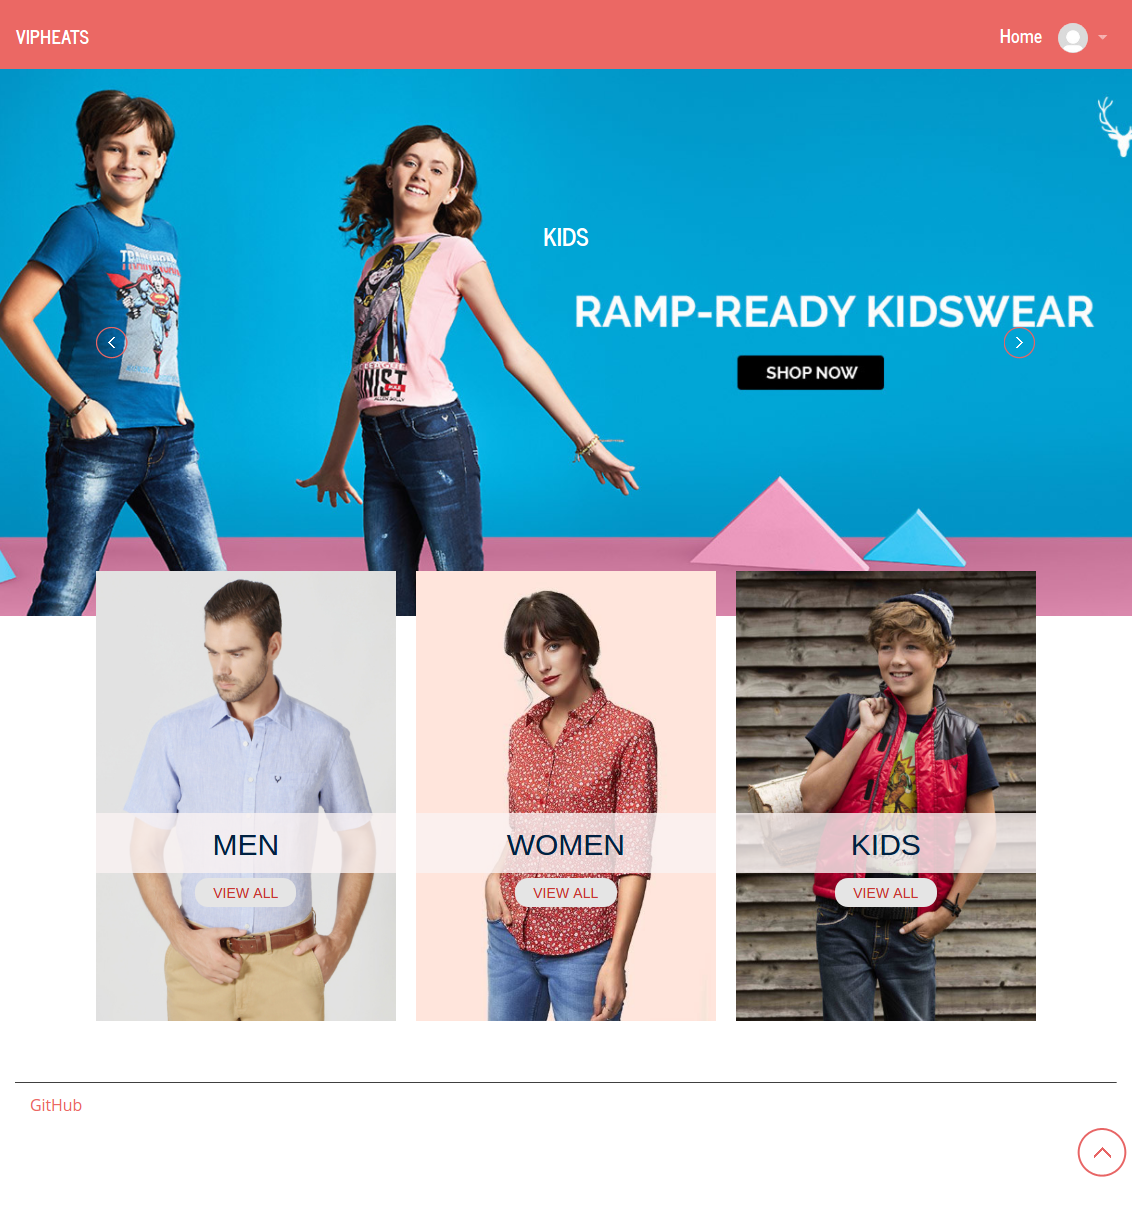 VIPHEATS
Home
KIDS
RAMP-READY KIDSWEAR
SHOP NOW
MEN
WOMEN
KIDS
VIEW ALL
VIEW ALL
VIEW ALL
GitHub